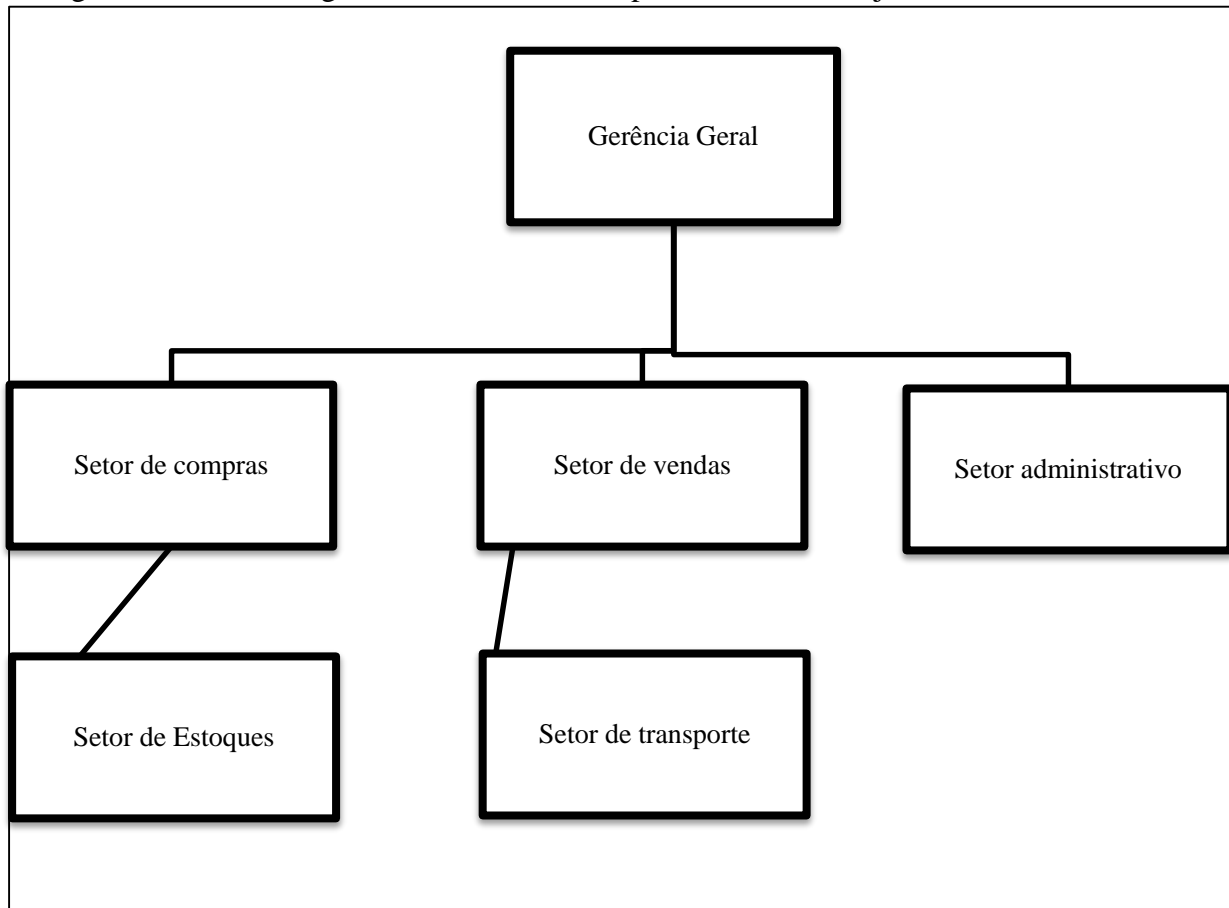 Gerência Geral
Setor de compras
Setor de vendas
Setor administrativo
Setor de Estoques
Setor de transporte